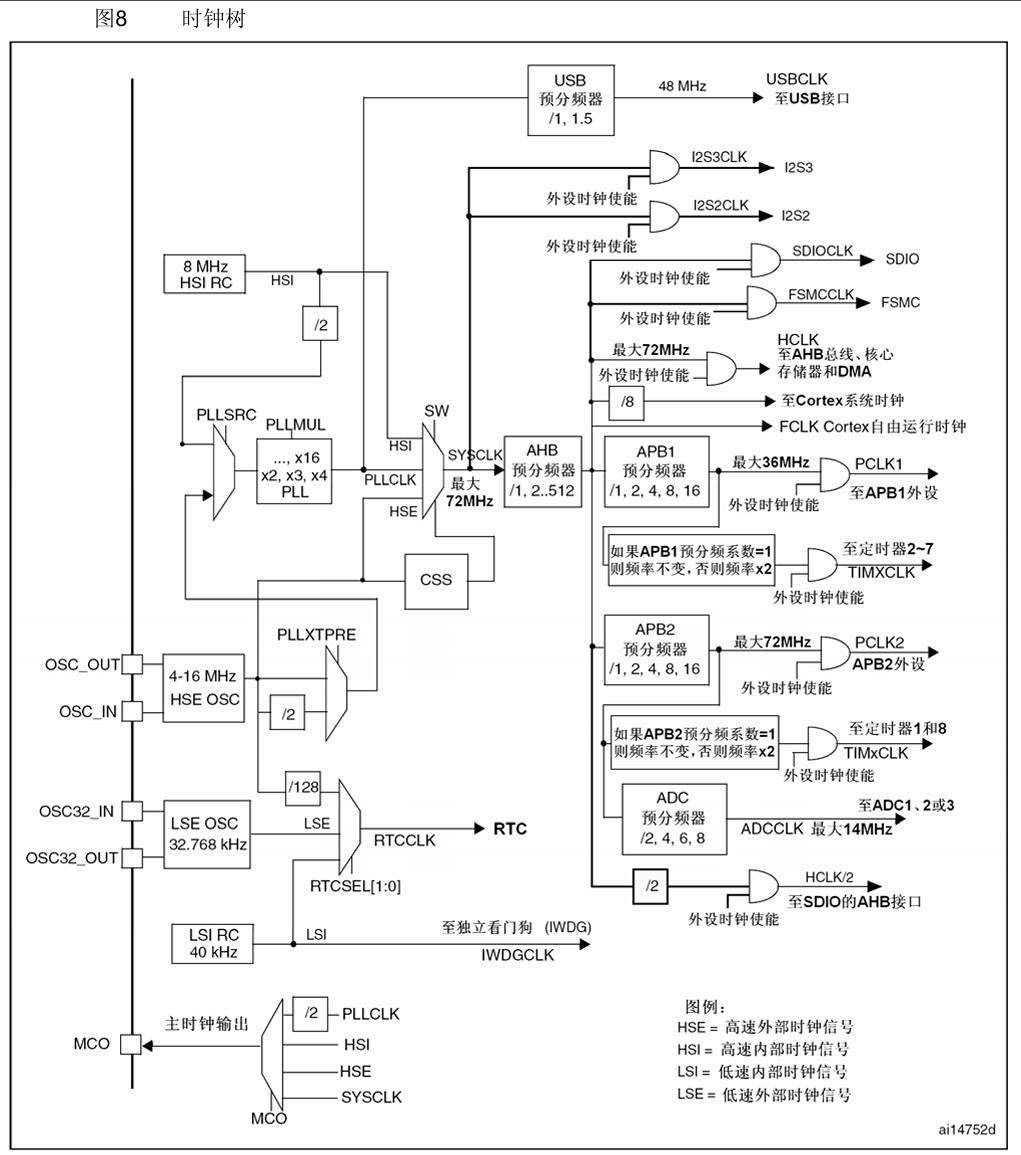 图8 时钟树
USB
预分频器
/1, 1.5
48 MHz
USBCLK
至USB接口
I2S3CLK
I2S3
外设时钟使能
I2S2CLK
I2S2
外设时钟使能
SDIOCLK
SDIO
外设时钟使能
FSMCCLK
FSMC
外设时钟使能
8 MHz
HSI RC
HSI
/2
最大72MHz
外设时钟使能
HCLK
至AHB总线、核心
存储器和DMA
/8
至Cortex系统时钟
FCLK Cortex自由运行时钟
PLLSRC
PLLMUL
..., x16
x2, x3, x4
PLL
SW
HSI
PLLCLK
HSE
SYSCLK
最大
72MHz
AHB
预分频器
/1, 2..512
APB1
预分频器
/1, 2, 4, 8, 16
最大36MHz
PCLK1
至APB1外设
外设时钟使能
如果APB1预分频系数=1
则频率不变，否则频率x2
至定时器2~7
TIMXCLK
外设时钟使能
CSS
PLLXTPRE
OSC_OUT
OSC_IN
4-16 MHz
HSE OSC
/2
APB2
预分频器
/1, 2, 4, 8, 16
最大72MHz
PCLK2
APB2外设
外设时钟使能
如果APB2预分频系数=1
则频率不变，否则频率x2
至定时器1和8
TIMxCLK
外设时钟使能
/128
OSC32_IN
OSC32_OUT
LSE OSC
32.768 kHz
LSE
RTCCLK
RTC
RTCSEL[1:0]
ADC
预分频器
/2, 4, 6, 8
至ADC1、2或3
ADCCLK 最大14MHz
/2
HCLK/2
至SDIO的AHB接口
外设时钟使能
LSI RC
40 kHz
LSI
至独立看门狗 (IWDG)
IWDGCLK
MCO
主时钟输出
/2
PLLCLK
HSI
HSE
SYSCLK
MCO
图例：
HSE = 高速外部时钟信号
HSI = 高速内部时钟信号
LSI = 低速内部时钟信号
LSE = 低速外部时钟信号
ai14752d